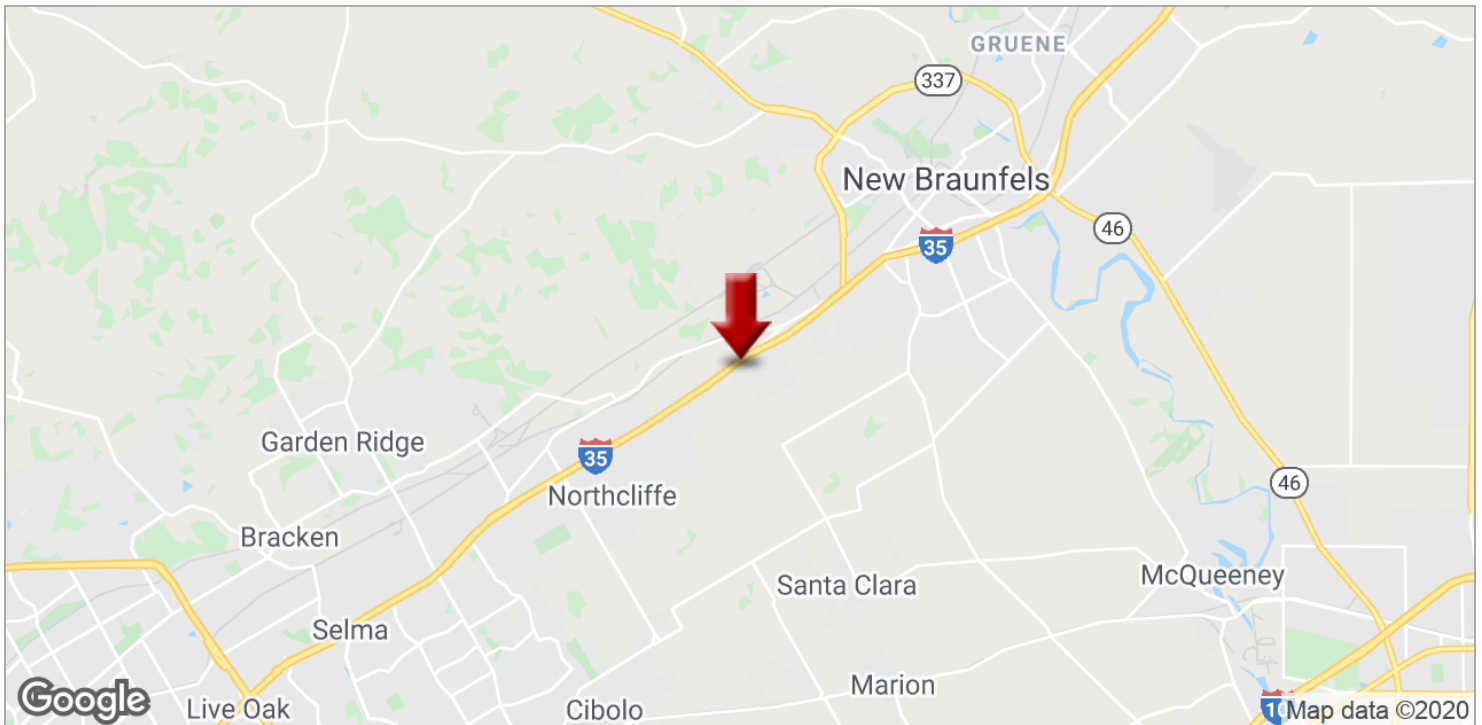 GRUENE
337
New Braunfels
46
35
Garden Ridge
35
46
Northcliffe
Bracken
McQueeney
Santa Clara
Selma
Marion
Google
Live Oak
Cibolo
10
Map data ©2020